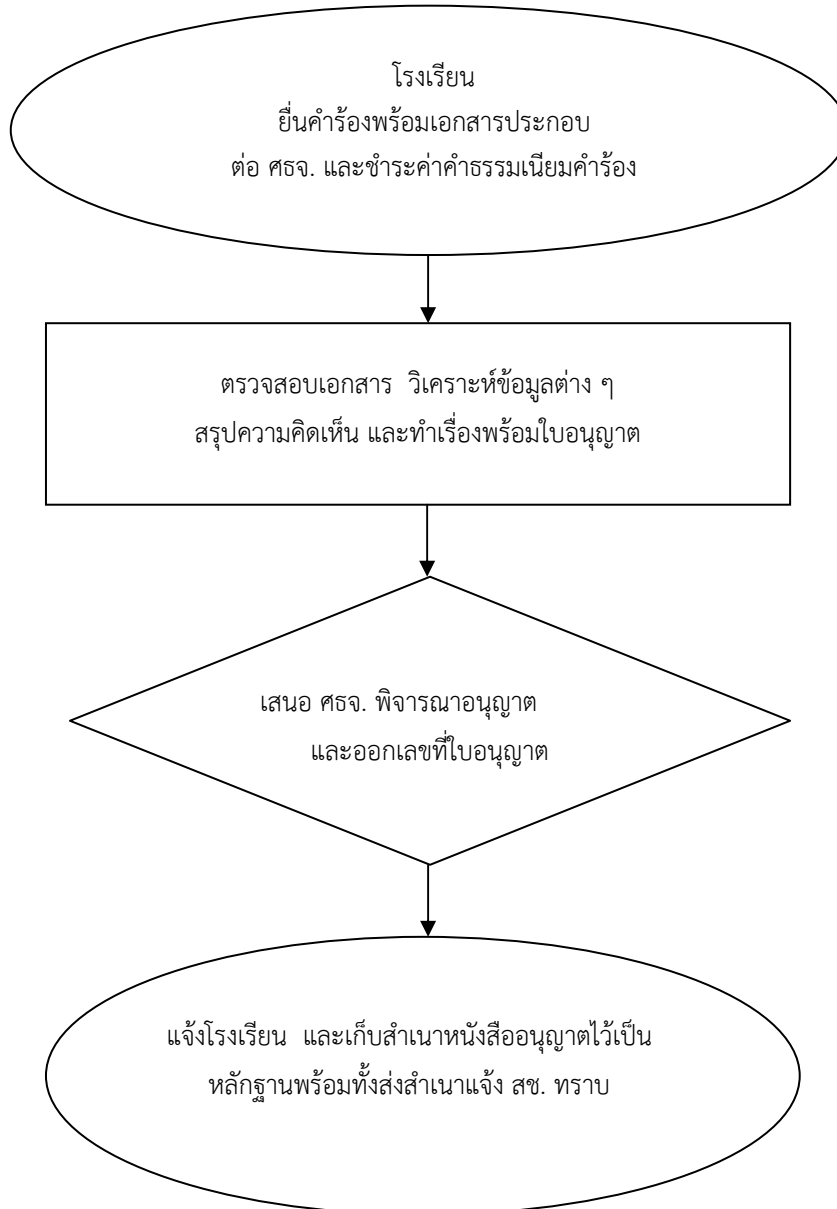 โรงเรียน
ยื่นคำร้องพร้อมเอกสารประกอบ
ต่อ ศธจ. และชำระค่าคำธรรมเนียมคำร้อง
ตรวจสอบเอกสาร วิเคราะห์ข้อมูลต่าง ๆ
สรุปความคิดเห็น และทำเรื่องพร้อมใบอนุญาต
เสนอ ศธจ. พิจารณาอนุญาต
และออกเลขที่ใบอนุญาต
แจ้งโรงเรียน และเก็บสำเนาหนังสืออนุญาตไว้เป็น
หลักฐานพร้อมทั้งส่งสำเนาแจ้ง สช. ทราบ